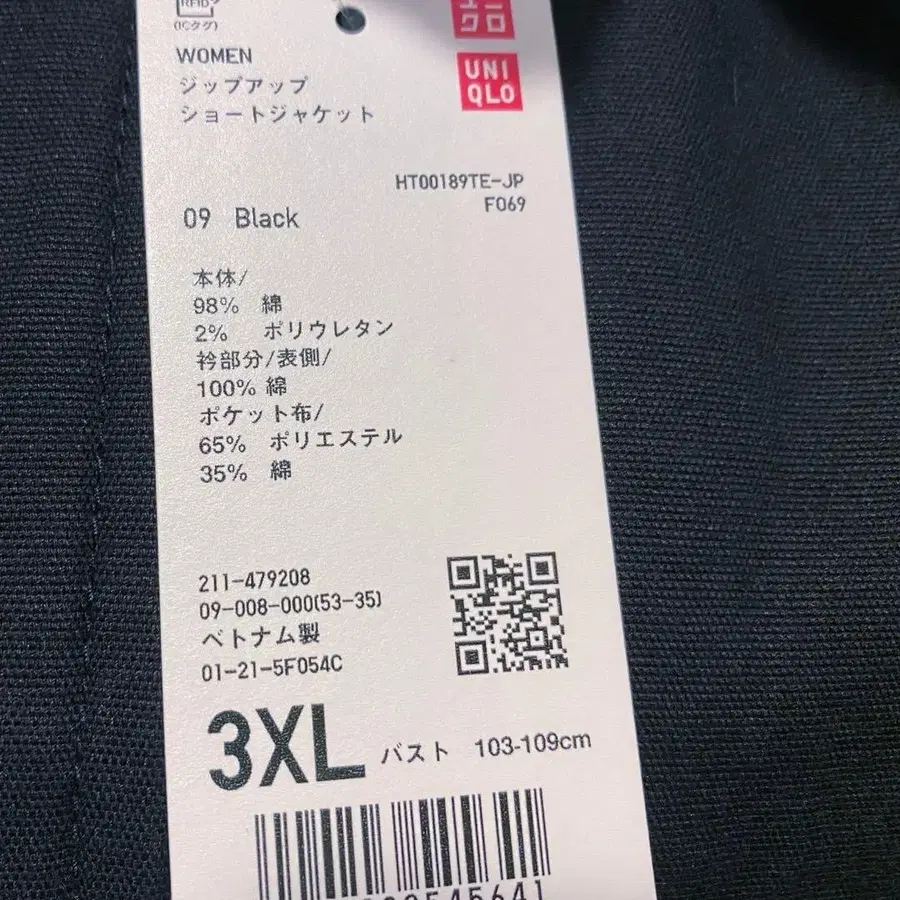 RFID
(ICタグ)
WOMEN
ジップアップ
ショートジャケット
クロ
UNI
QLO
HT00189TE-JP
F069
09 Black
本体/
98% 綿
2% ポリウレタン
衿部分/表側/
100% 綿
ポケット布/
65% ポリエステル
35% 綿
211-479208
09-008-000(53-35)
ベトナム製
01-21-5F054C
3XL バスト 103-109cm